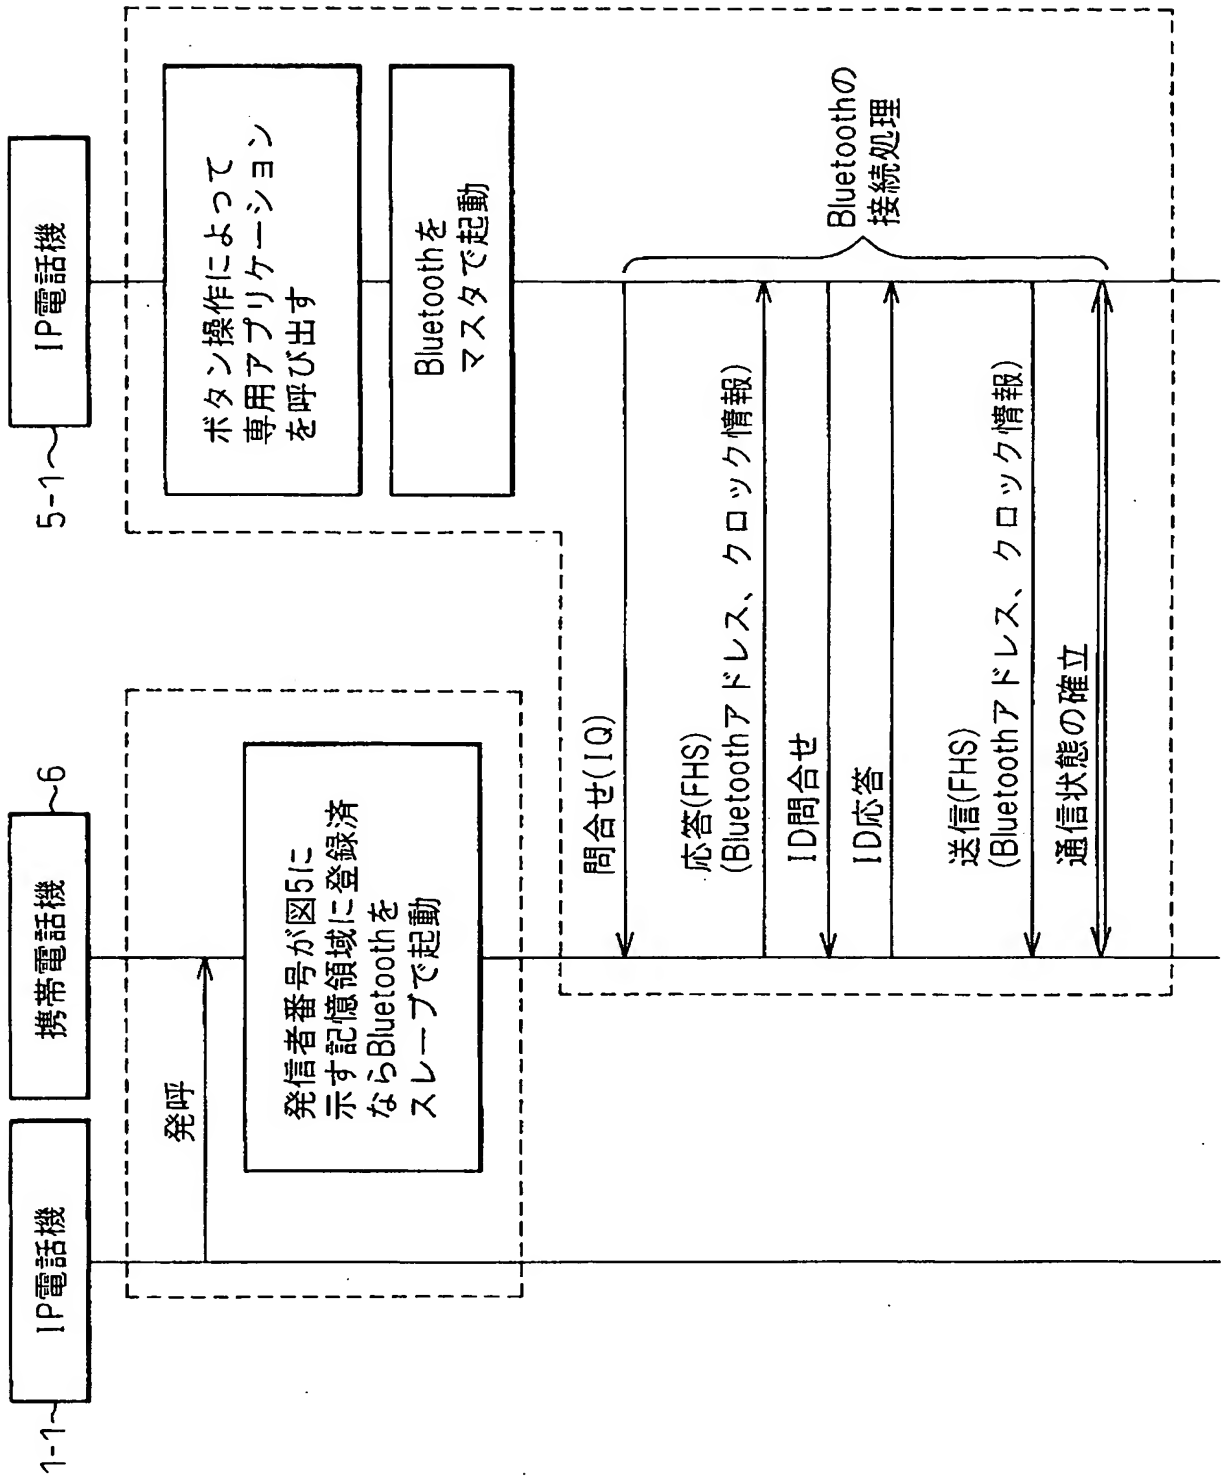 1-1
IP電話機
携帯電話機
6
5-1
IP電話機
発呼
発信者番号が図5に
示す記憶領域に登録済
ならBluetoothを
スレーブで起動
ボタン操作によって
専用アプリケーション
を呼び出す
Bluetoothを
マスタで起動
問合せ(IQ)
応答(FHS)
(Bluetoothアドレス、クロック情報)
ID問合せ
ID応答
送信(FHS)
(Bluetoothアドレス、クロック情報)
通信状態の確立
Bluetoothの
接続処理